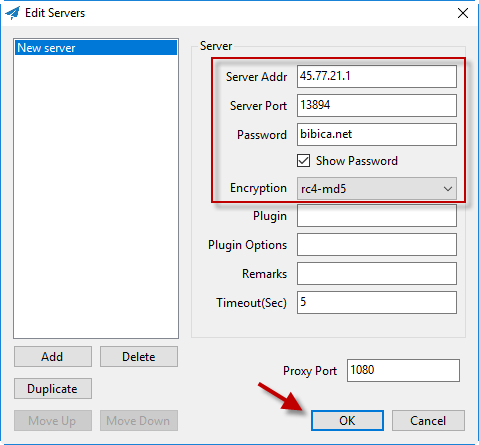 Edit Servers
New server
Server
Server Addr 45.77.21.1
Server Port 13894
Password bibica.net
Show Password
Encryption rc4-md5
Plugin
Plugin Options
Remarks
Timeout(Sec) 5
Add Delete
Duplicate
Proxy Port 1080
Move Up Move Down
OK Cancel